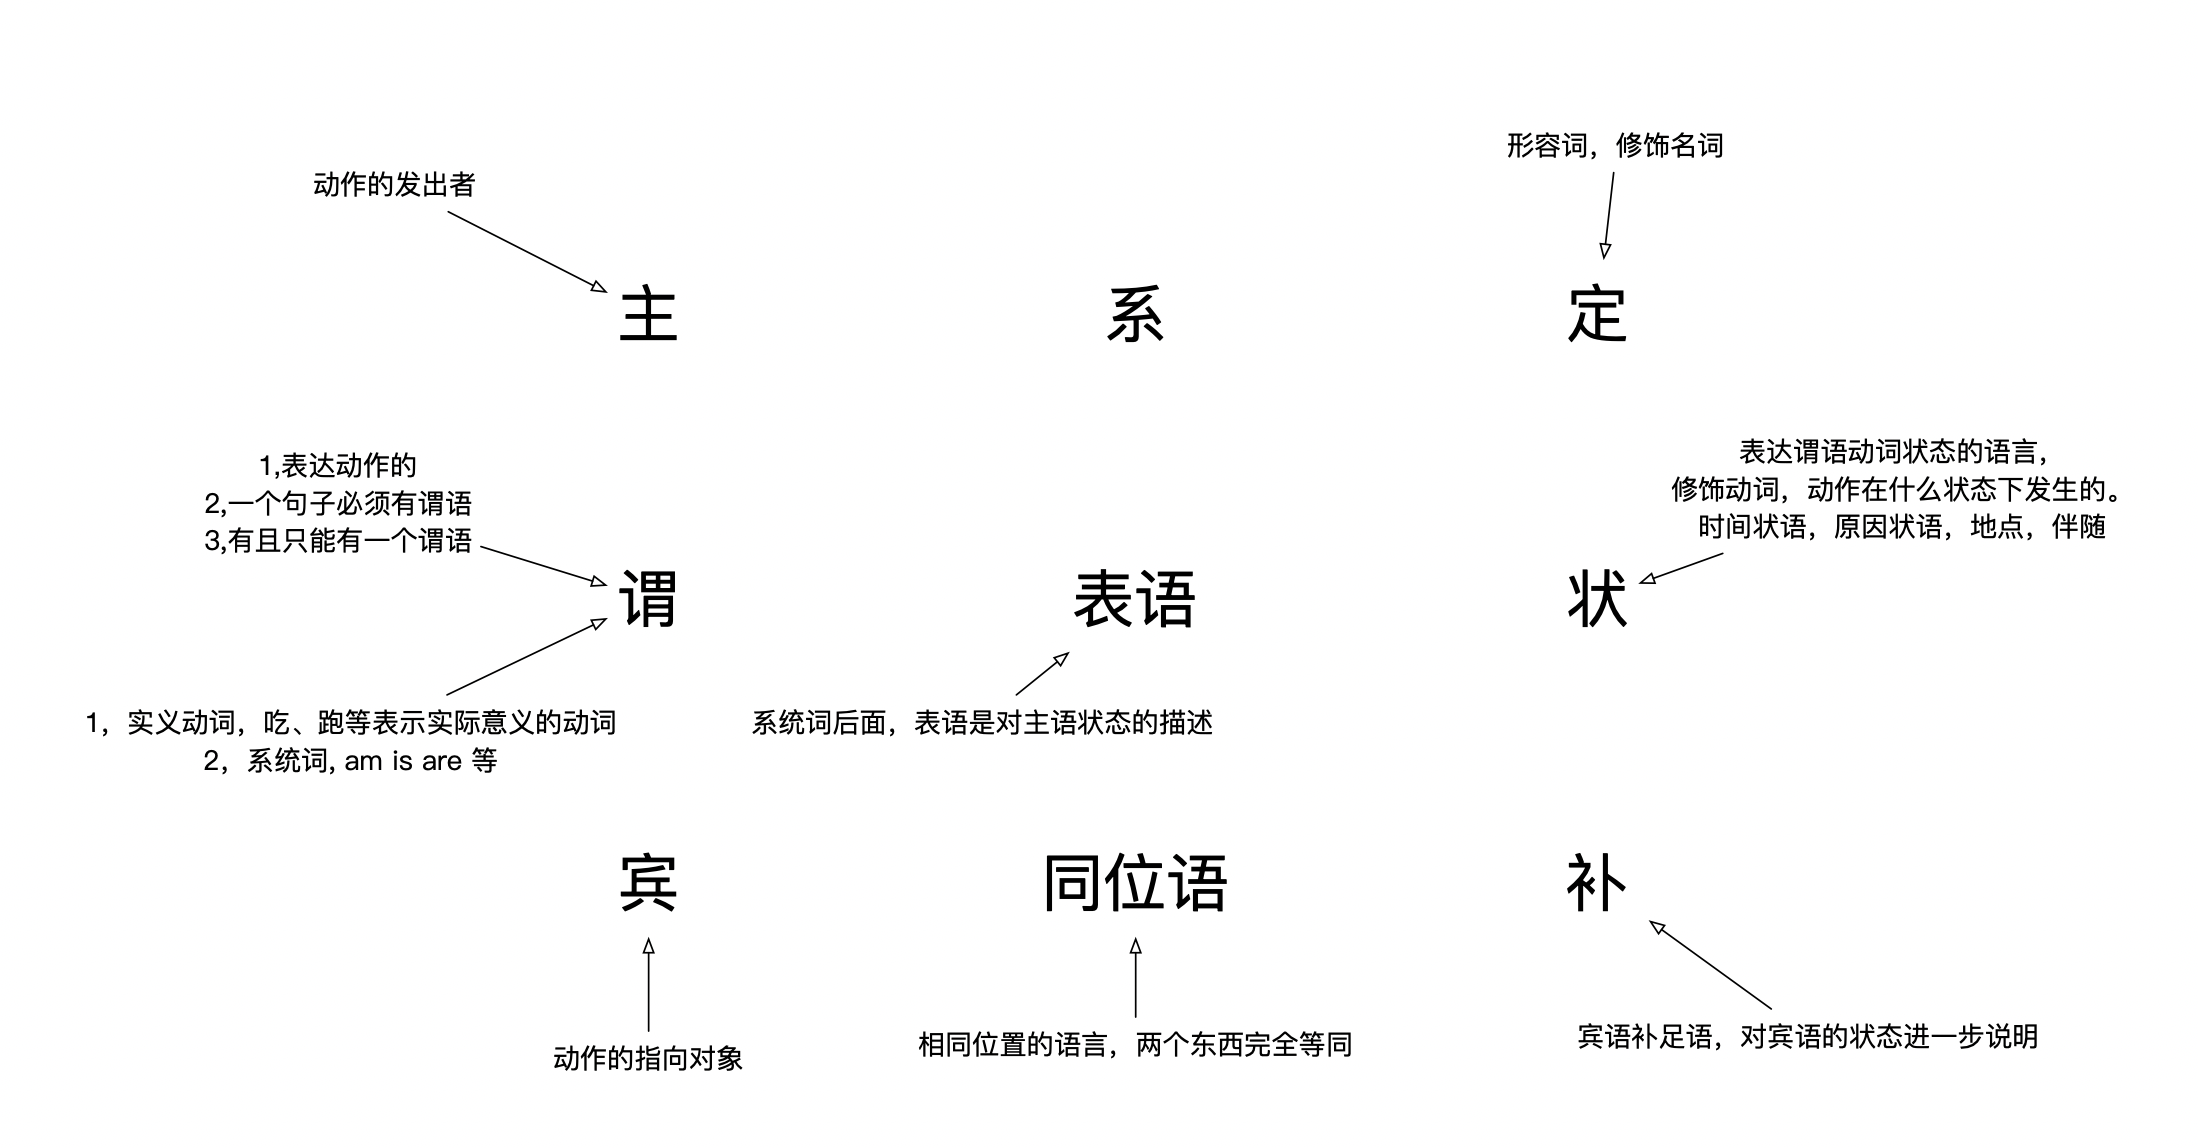 形容词，修饰名词
动作的发出者
主
系
定
1,表达动作的
2,一个句子必须有谓语
3,有且只能有一个谓语
表达谓语动词状态的语言，
修饰动词，动作在什么状态下发生的。
时间状语，原因状语，地点，伴随
谓
表语
状
1，实义动词，吃、跑等表示实际意义的动词
2，系统词, am is are 等
系统词后面，表语是对主语状态的描述
宾
同位语
补
动作的指向对象
相同位置的语言，两个东西完全等同
宾语补足语，对宾语的状态进一步说明